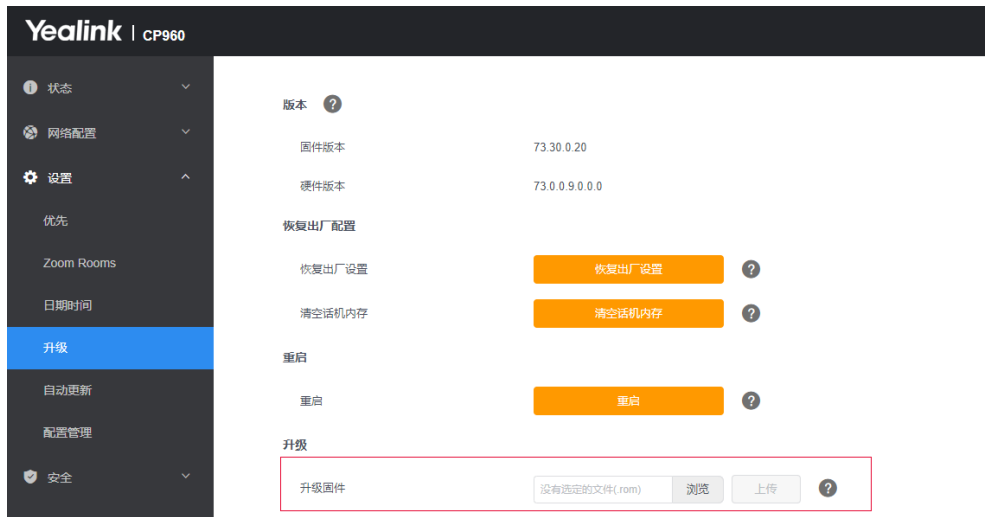 Yealink | CP960
状态
网络配置
设置
优先
Zoom Rooms
日期时间
升级
自动更新
配置管理
安全
版本 ?
固件版本 73.30.0.20
硬件版本 73.0.0.9.0.0.0
恢复出厂配置
恢复出厂设置 恢复出厂设置 ?
清空话机内存 清空话机内存 ?
重启
重启 重启 ?
升级
升级固件 没有选定的文件(.rom) 浏览 上传 ?